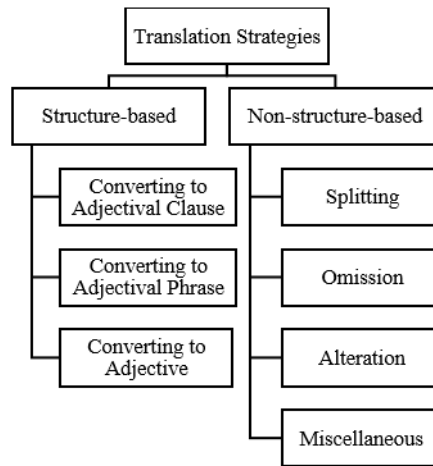 Translation Strategies
Structure-based
Non-structure-based
Converting to
Adjectival Clause
Converting to
Adjectival Phrase
Converting to
Adjective
Splitting
Omission
Alteration
Miscellaneous